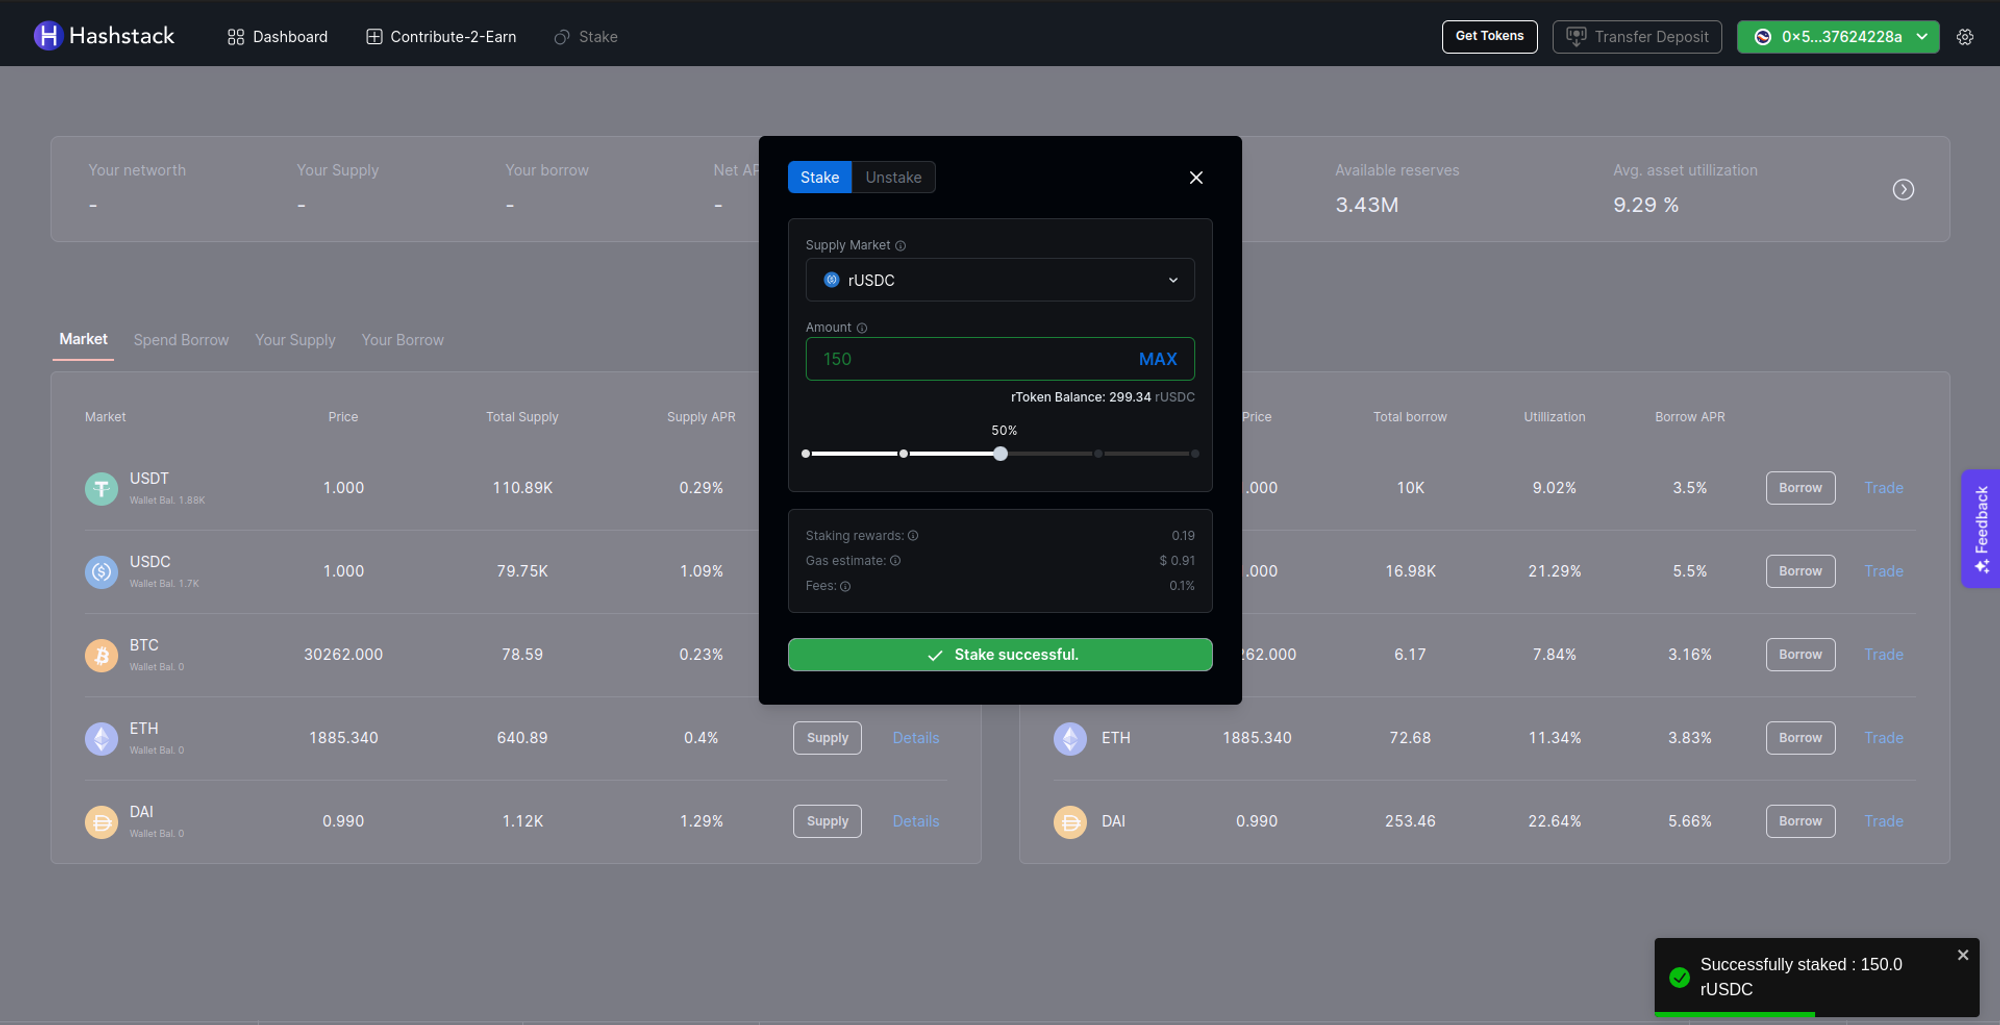 Hashstack
Dashboard
Contribute-2-Earn
Stake
Get Tokens
Transfer Deposit
0x5...37624228a
Your networth
-
Your Supply
-
Your borrow
-
Net AP
-
Available reserves
3.43M
Avg. asset utillization
9.29 %
Stake
Unstake
Supply Market
rUSDC
Amount
150
MAX
rToken Balance: 299.34 rUSDC
50%
Staking rewards:
0.19
Gas estimate:
$ 0.91
Fees:
0.1%
Stake successful.
Market
Spend Borrow
Your Supply
Your Borrow
Market Price Total Supply Supply APR
USDT
Wallet Bal. 1.88K
1.000 110.89K 0.29%
USDC
Wallet Bal. 1.7K
1.000 79.75K 1.09%
BTC
Wallet Bal. 0
30262.000 78.59 0.23%
ETH
Wallet Bal. 0
1885.340 640.89 0.4% Supply Details
DAI
Wallet Bal. 0
0.990 1.12K 1.29% Supply Details
Price Total borrow Utillization Borrow APR
.000 10K 9.02% 3.5% Borrow Trade
.000 16.98K 21.29% 5.5% Borrow Trade
262.000 6.17 7.84% 3.16% Borrow Trade
ETH 1885.340 72.68 11.34% 3.83% Borrow Trade
DAI 0.990 253.46 22.64% 5.66% Borrow Trade
Feedback
Successfully staked : 150.0
rUSDC